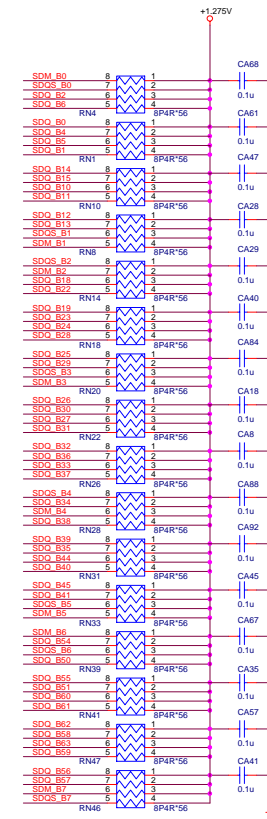 +1.275V
CA68
SDM_B0 8 1
SDQS_B0 7 2
SDQ_B2 6 3 0.1u
SDQ_B6 5 4
RN4 8P4R*56
CA61
SDQ_B0 8 1
SDQ_B4 7 2
SDQ_B5 6 3 0.1u
SDQ_B1 5 4
RN1 8P4R*56
CA47
SDQ_B14 8 1
SDQ_B15 7 2
SDQ_B10 6 3 0.1u
SDQ_B11 5 4
RN10 8P4R*56
CA28
SDQ_B12 8 1
SDQ_B13 7 2
SDQS_B1 6 3 0.1u
SDM_B1 5 4
RN8 8P4R*56
CA29
SDQS_B2 8 1
SDM_B2 7 2
SDQ_B18 6 3 0.1u
SDQ_B22 5 4
RN14 8P4R*56
CA40
SDQ_B19 8 1
SDQ_B23 7 2
SDQ_B24 6 3 0.1u
SDQ_B28 5 4
RN18 8P4R*56
CA84
SDQ_B25 8 1
SDQ_B29 7 2
SDQS_B3 6 3 0.1u
SDM_B3 5 4
RN20 8P4R*56
CA18
SDQ_B26 8 1
SDQ_B30 7 2
SDQ_B27 6 3 0.1u
SDQ_B31 5 4
RN22 8P4R*56
CA8
SDQ_B32 8 1
SDQ_B36 7 2
SDQ_B33 6 3 0.1u
SDQ_B37 5 4
RN26 8P4R*56
CA88
SDQS_B4 8 1
SDQ_B34 7 2
SDM_B4 6 3 0.1u
SDQ_B38 5 4
RN28 8P4R*56
CA92
SDQ_B39 8 1
SDQ_B35 7 2
SDQ_B44 6 3 0.1u
SDQ_B40 5 4
RN31 8P4R*56
CA45
SDQ_B45 8 1
SDQ_B41 7 2
SDQS_B5 6 3 0.1u
SDM_B5 5 4
RN33 8P4R*56
CA67
SDM_B6 8 1
SDQ_B54 7 2
SDQS_B6 6 3 0.1u
SDQ_B50 5 4
RN39 8P4R*56
CA35
SDQ_B55 8 1
SDQ_B51 7 2
SDQ_B60 6 3 0.1u
SDQ_B61 5 4
RN41 8P4R*56
CA57
SDQ_B62 8 1
SDQ_B58 7 2
SDQ_B63 6 3 0.1u
SDQ_B59 5 4
RN47 8P4R*56
CA41
SDQ_B56 8 1
SDQ_B57 7 2
SDM_B7 6 3 0.1u
SDQS_B7 5 4
RN46 8P4R*56